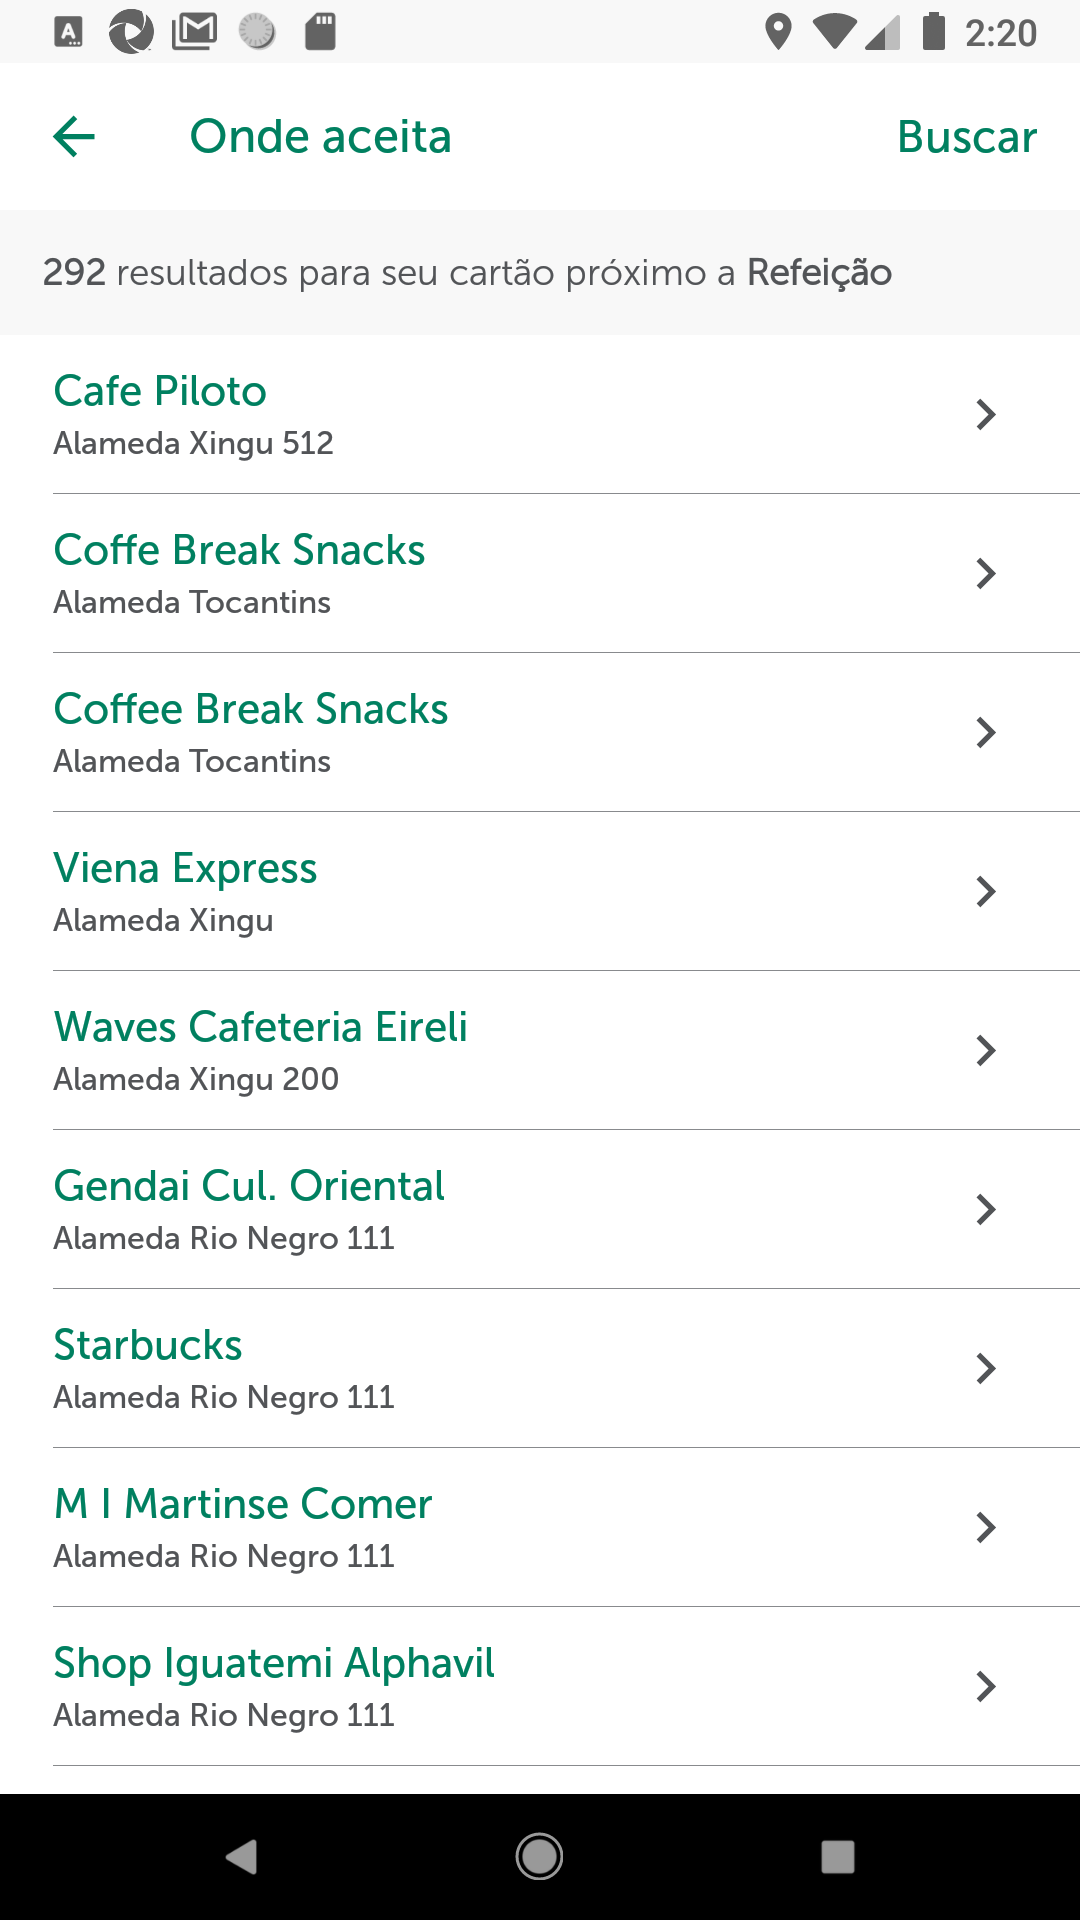 2:20
Onde aceita
Buscar
292 resultados para seu cartão próximo a Refeição
Cafe Piloto
Alameda Xingu 512
Coffe Break Snacks
Alameda Tocantins
Coffee Break Snacks
Alameda Tocantins
Viena Express
Alameda Xingu
Waves Cafeteria Eireli
Alameda Xingu 200
Gendai Cul. Oriental
Alameda Rio Negro 111
Starbucks
Alameda Rio Negro 111
M I Martinse Comer
Alameda Rio Negro 111
Shop Iguatemi Alphavil
Alameda Rio Negro 111